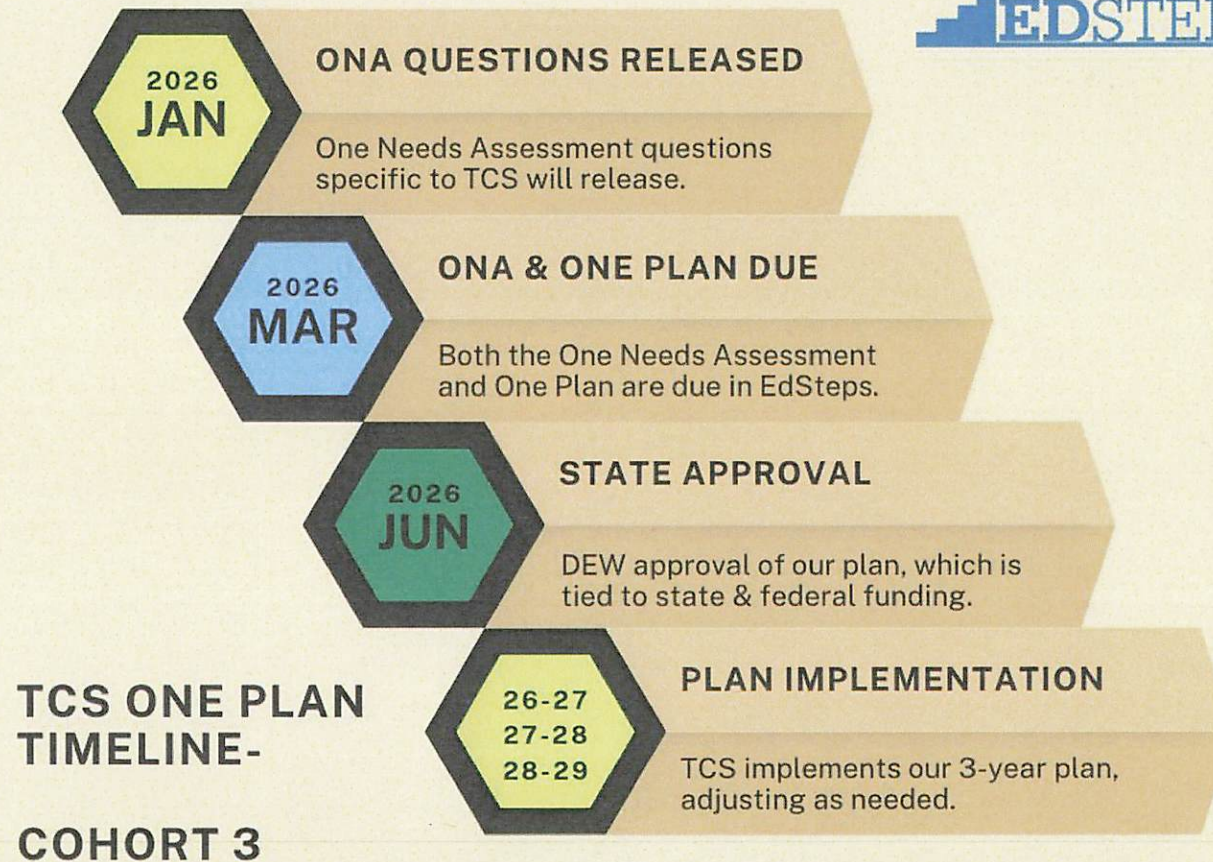 EDSTEP
2026
JAN
ONA QUESTIONS RELEASED
One Needs Assessment questions
specific to TCS will release.
2026
MAR
ONA & ONE PLAN DUE
Both the One Needs Assessment
and One Plan are due in EdSteps.
2026
JUN
STATE APPROVAL
DEW approval of our plan, which is
tied to state & federal funding.
26-27
27-28
28-29
PLAN IMPLEMENTATION
TCS implements our 3-year plan,
adjusting as needed.
TCS ONE PLAN
TIMELINE-
COHORT 3